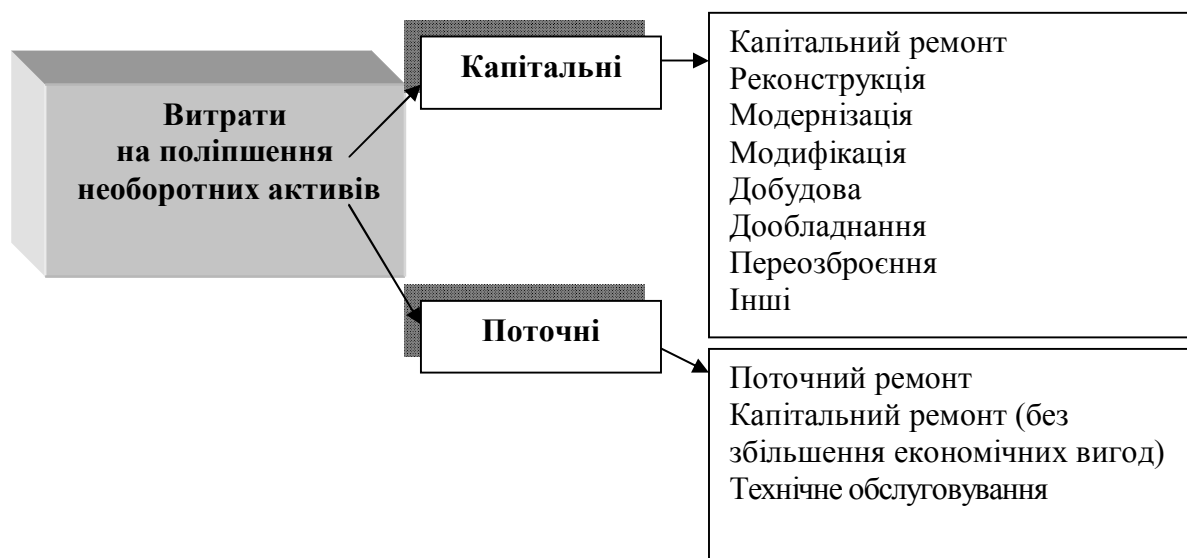 Витрати
на поліпшення
необоротних активів
Капітальні
Капітальний ремонт
Реконструкція
Модернізація
Модифікація
Добудова
Дообладнання
Переозброєння
Інші
Поточні
Поточний ремонт
Капітальний ремонт (без
збільшення економічних вигод)
Технічне обслуговування